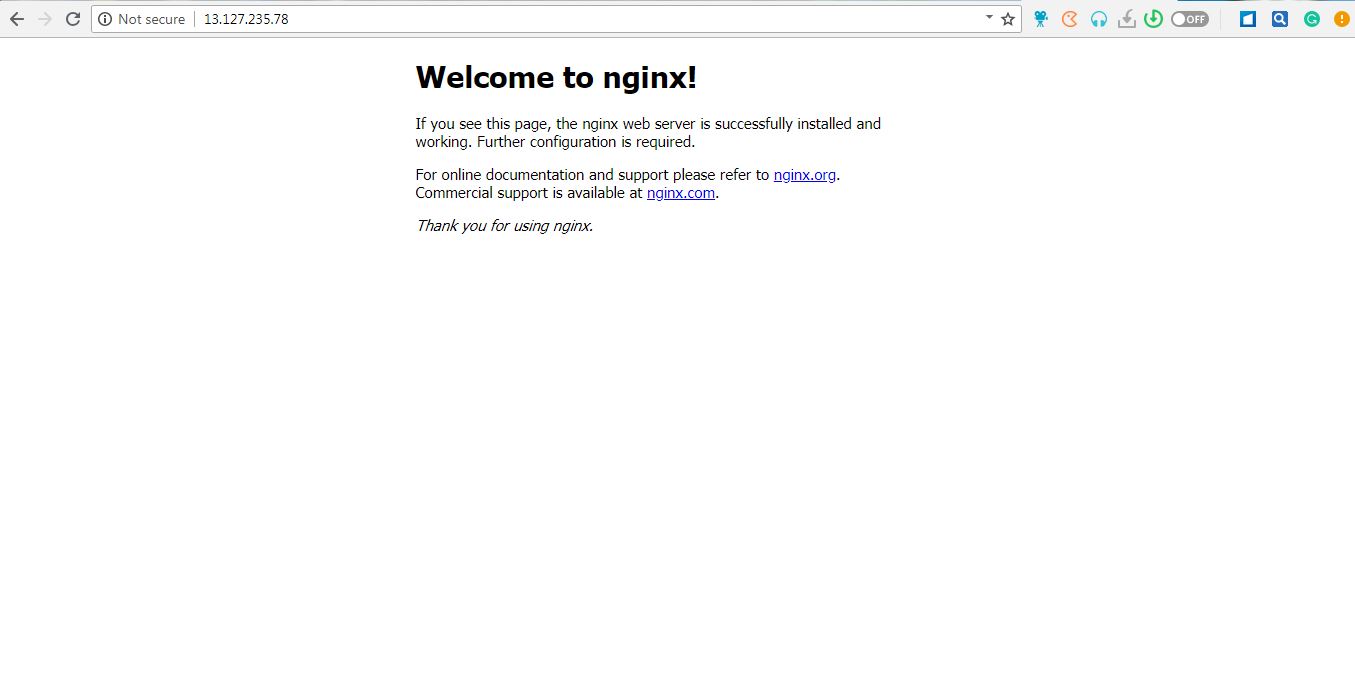 Not secure 13.127.235.78
OFF
Welcome to nginx!
If you see this page, the nginx web server is successfully installed and
working. Further configuration is required.
For online documentation and support please refer to nginx.org.
Commercial support is available at nginx.com.
Thank you for using nginx.